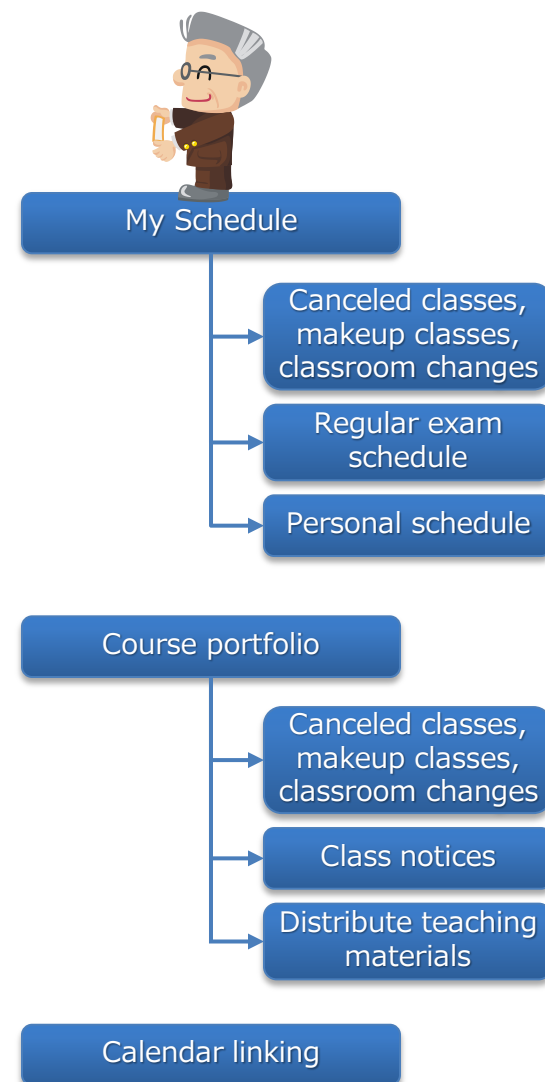 My Schedule
Canceled classes,
makeup classes,
classroom changes
Regular exam
schedule
Personal schedule
Course portfolio
Canceled classes,
makeup classes,
classroom changes
Class notices
Distribute teaching
materials
Calendar linking